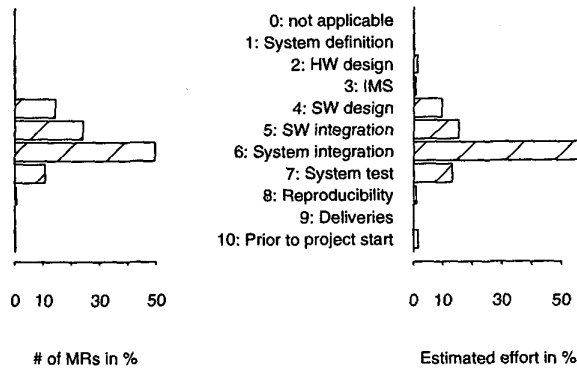 0: not applicable
1: System definition
2: HW design
3: IMS
4: SW design
5: SW integration
6: System integration
7: System test
8: Reproducibility
9: Deliveries
10: Prior to project start
0 10 30 50
0 10 30 50
# of MRs in %
Estimated effort in %